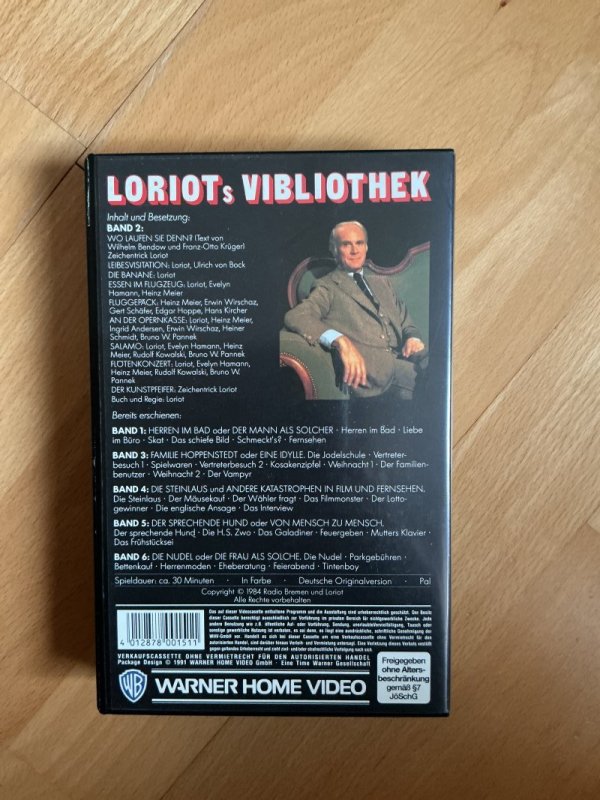 LORIOTs VIBLIOTHEK
Inhalt und Besetzung:
BAND 2:
WO LAUFEN SIE DENN? (Text von
Wilhelm Bendow und Franz-Otto Krüger)
Zeichentrick Loriot
LEIBESVISITATION: Loriot, Ulrich von Bock
DIE BANANE: Loriot
ESSEN IM FLUGZEUG: Loriot, Evelyn
Hamann, Heinz Meier
FLUGGEPÄCK: Heinz Meier, Erwin Wirschaz,
Gert Schäfer, Edgar Hoppe, Hans Kircher
AN DER OPERNKASSE: Loriot, Heinz Meier,
Ingrid Andersen, Erwin Wirschaz, Heiner
Schmidt, Bruno W. Pannek
SALAMO: Loriot, Evelyn Hamann, Heinz
Meier, Rudolf Kowalski, Bruno W. Pannek
FLOTENKONZERT: Loriot, Evelyn Hamann,
Heinz Meier, Rudolf Kowalski, Bruno W.
Pannek
DER KUNSTPFEIFER: Zeichentrick Loriot
Buch und Regie: Loriot
Bereits erschienen:
BAND 1: HERREN IM BAD oder DER MANN ALS SOLCHER · Herren im Bad · Liebe
im Büro · Skat · Das schiefe Bild · Schmeckt's? · Fernsehen
BAND 3: FAMILIE HOPPENSTEDT oder EINE IDYLLE. Die Jodelschule · Vertreter-
besuch 1 · Spielwaren · Vertreterbesuch 2 · Kosakenzipfel · Weihnacht 1 · Der Familien-
benutzer · Weihnacht 2 · Der Vampyr
BAND 4: DIE STEINLAUS und ANDERE KATASTROPHEN IN FILM UND FERNSEHEN.
Die Steinlaus · Der Mäusekauf · Der Wähler fragt · Das Filmmonster · Der Lotto-
gewinner · Die englische Ansage · Das Interview
BAND 5: DER SPRECHENDE HUND oder VON MENSCH ZU MENSCH.
Der sprechende Hund · Die H.S. Zwo · Das Galadiner · Feuergeben · Mutters Klavier ·
Das Frühstücksei
BAND 6: DIE NUDEL oder DIE FRAU ALS SOLCHE. Die Nudel · Parkgebühren ·
Bettenkauf · Herrenmoden · Eheberatung · Feierabend · Tintenboy
Spieldauer: ca. 30 Minuten · In Farbe · Deutsche Originalversion · Pal
Copyright © 1984 Radio Bremen und Loriot
Alle Rechte vorbehalten
4 012878 001511
VERKAUFSCASSETTE OHNE VERMIETRECHT FÜR DEN AUTORISIERTEN HANDEL
Package Design © 1991 WARNER HOME VIDEO GmbH · Eine Time Warner Gesellschaft
WB WARNER HOME VIDEO
Freigegeben
ohne Alters-
beschränkung
gemäß §7
JöSchG